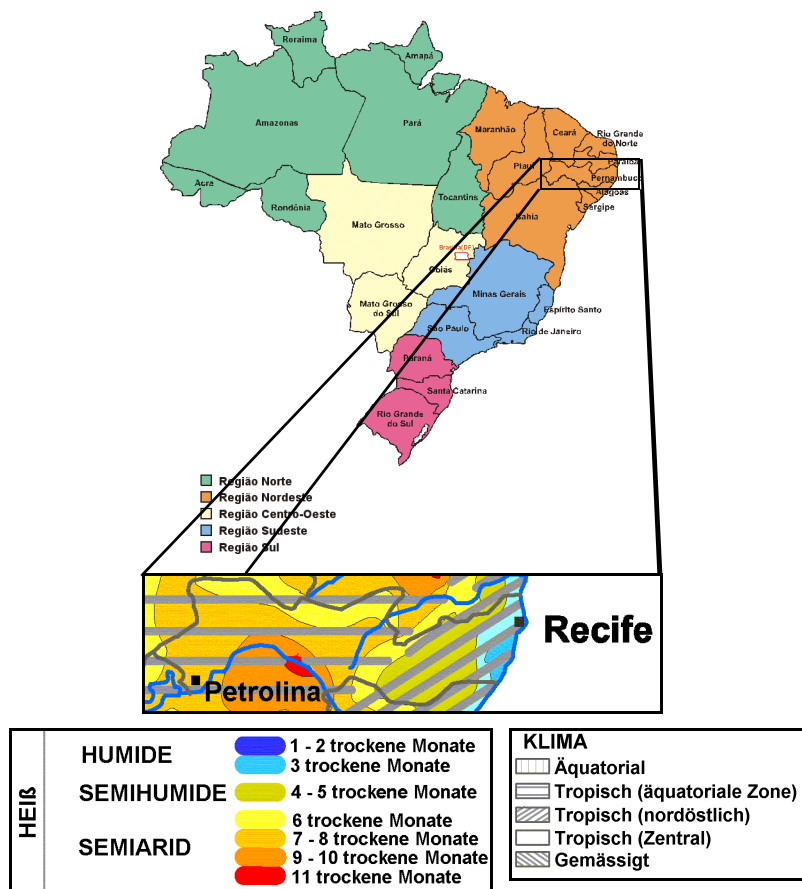 Roraima
Amapá
Amazonas
Pará
Maranhão
Ceará
Rio Grande
do Norte
Piauí
Paraíba
Pernambuco
Acre
Alagoas
Tocantins
Sergipe
Rondônia
Bahia
Mato Grosso
Brasília(DF)
Goiás
Minas Gerais
Mato Grosso
do Sul
Espírito Santo
São Paulo
Rio de Janeiro
Paraná
Santa Catarina
Rio Grande
do Sul
Região Norte
Região Nordeste
Região Centro-Oeste
Região Sudeste
Região Sul
Recife
Petrolina
HEIß
HUMIDE
1 - 2 trockene Monate
3 trockene Monate
SEMIHUMIDE
4 - 5 trockene Monate
SEMIARID
6 trockene Monate
7 - 8 trockene Monate
9 - 10 trockene Monate
11 trockene Monate
KLIMA
Äquatorial
Tropisch (äquatoriale Zone)
Tropisch (nordöstlich)
Tropisch (Zentral)
Gemässigt